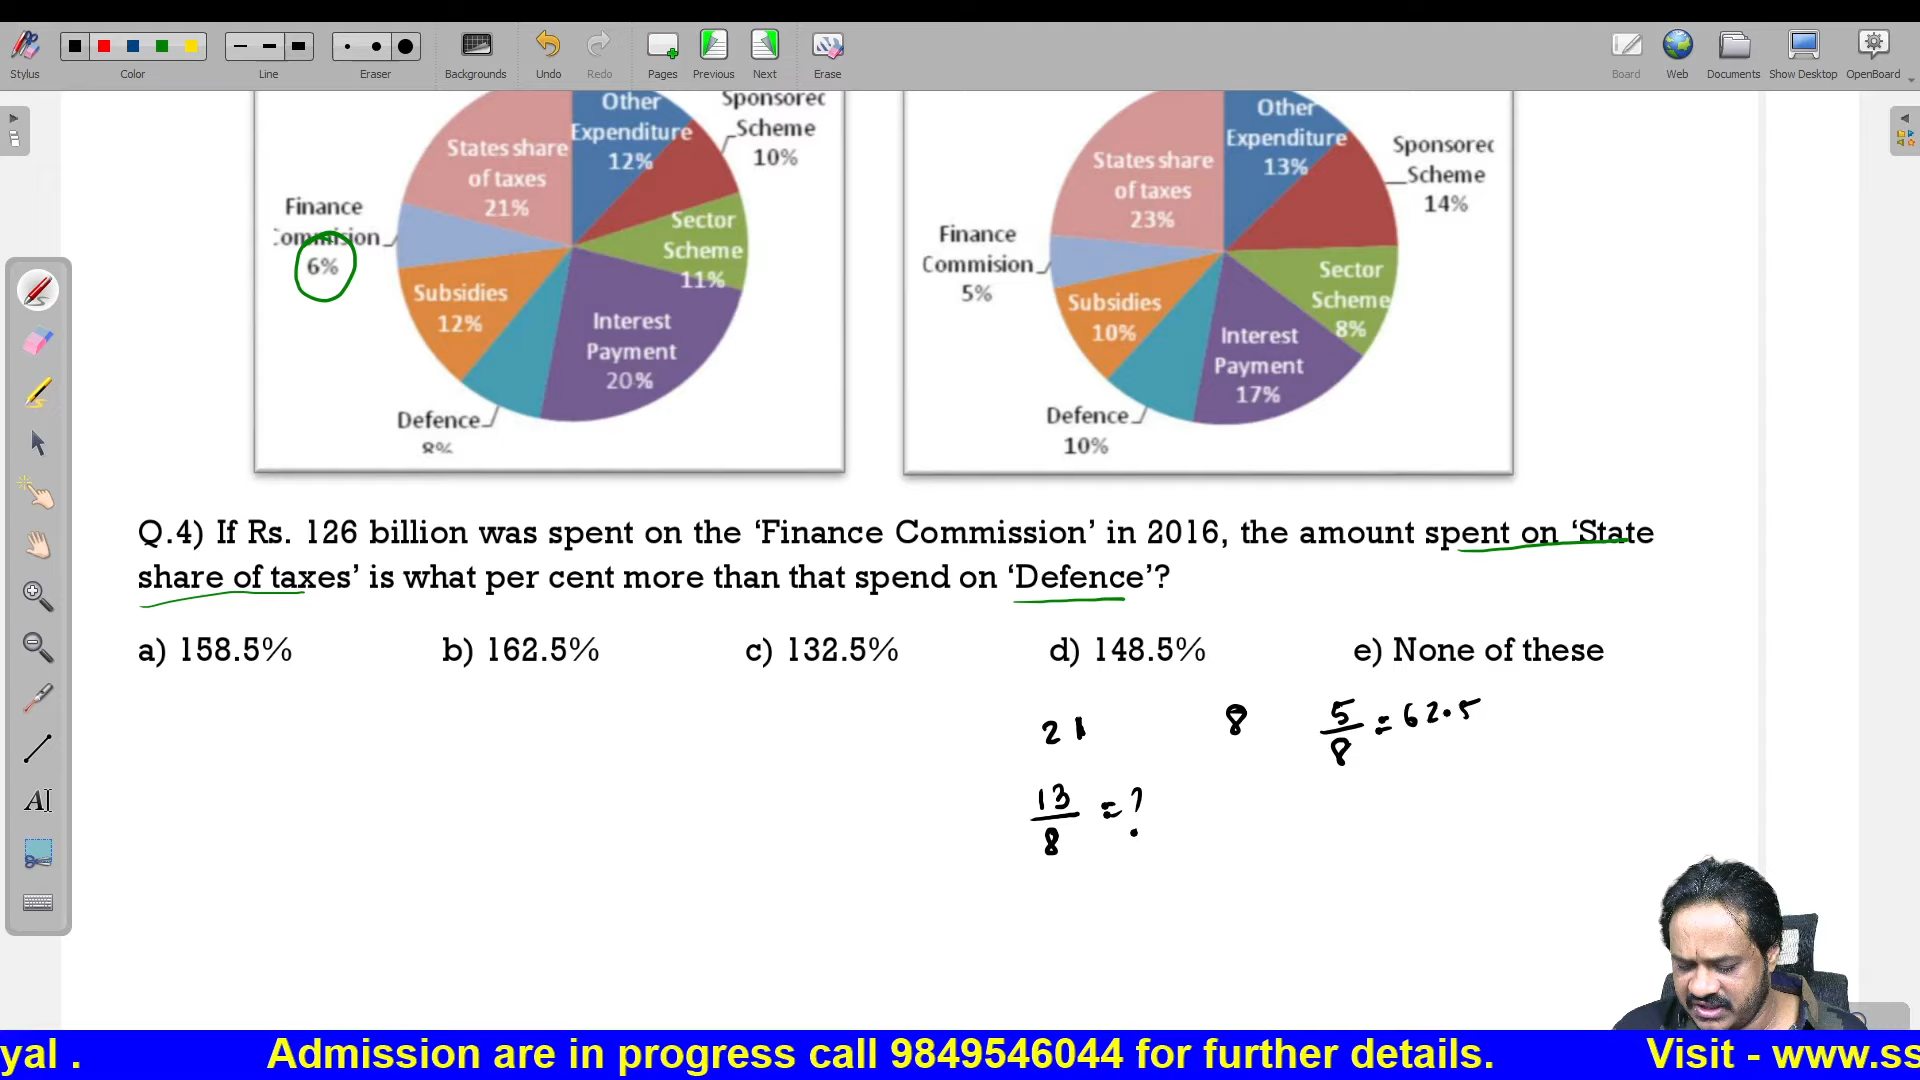 Stylus Color Line Eraser Backgrounds Undo Redo Pages Previous Next Erase Board Web Documents Show Desktop OpenBoard
Other
Expenditure
12%
Scheme
10%
Sector
Scheme
11%
Interest
Payment
20%
Defence
8%
Subsidies
12%
Finance
6%
States share
of taxes
21%
Other
Expenditure
13%
Scheme
14%
Sector
Scheme
8%
Interest
Payment
17%
Defence
10%
Subsidies
10%
Finance
Commision
5%
States share
of taxes
23%
Q.4) If Rs. 126 billion was spent on the ‘Finance Commission’ in 2016, the amount spent on ‘State
share of taxes’ is what per cent more than that spend on ‘Defence’?
a) 158.5% b) 162.5% c) 132.5% d) 148.5% e) None of these
21 8 5/8 = 62.5
13/8 = ?
AI
yal . Admission are in progress call 9849546044 for further details. Visit - www.ss